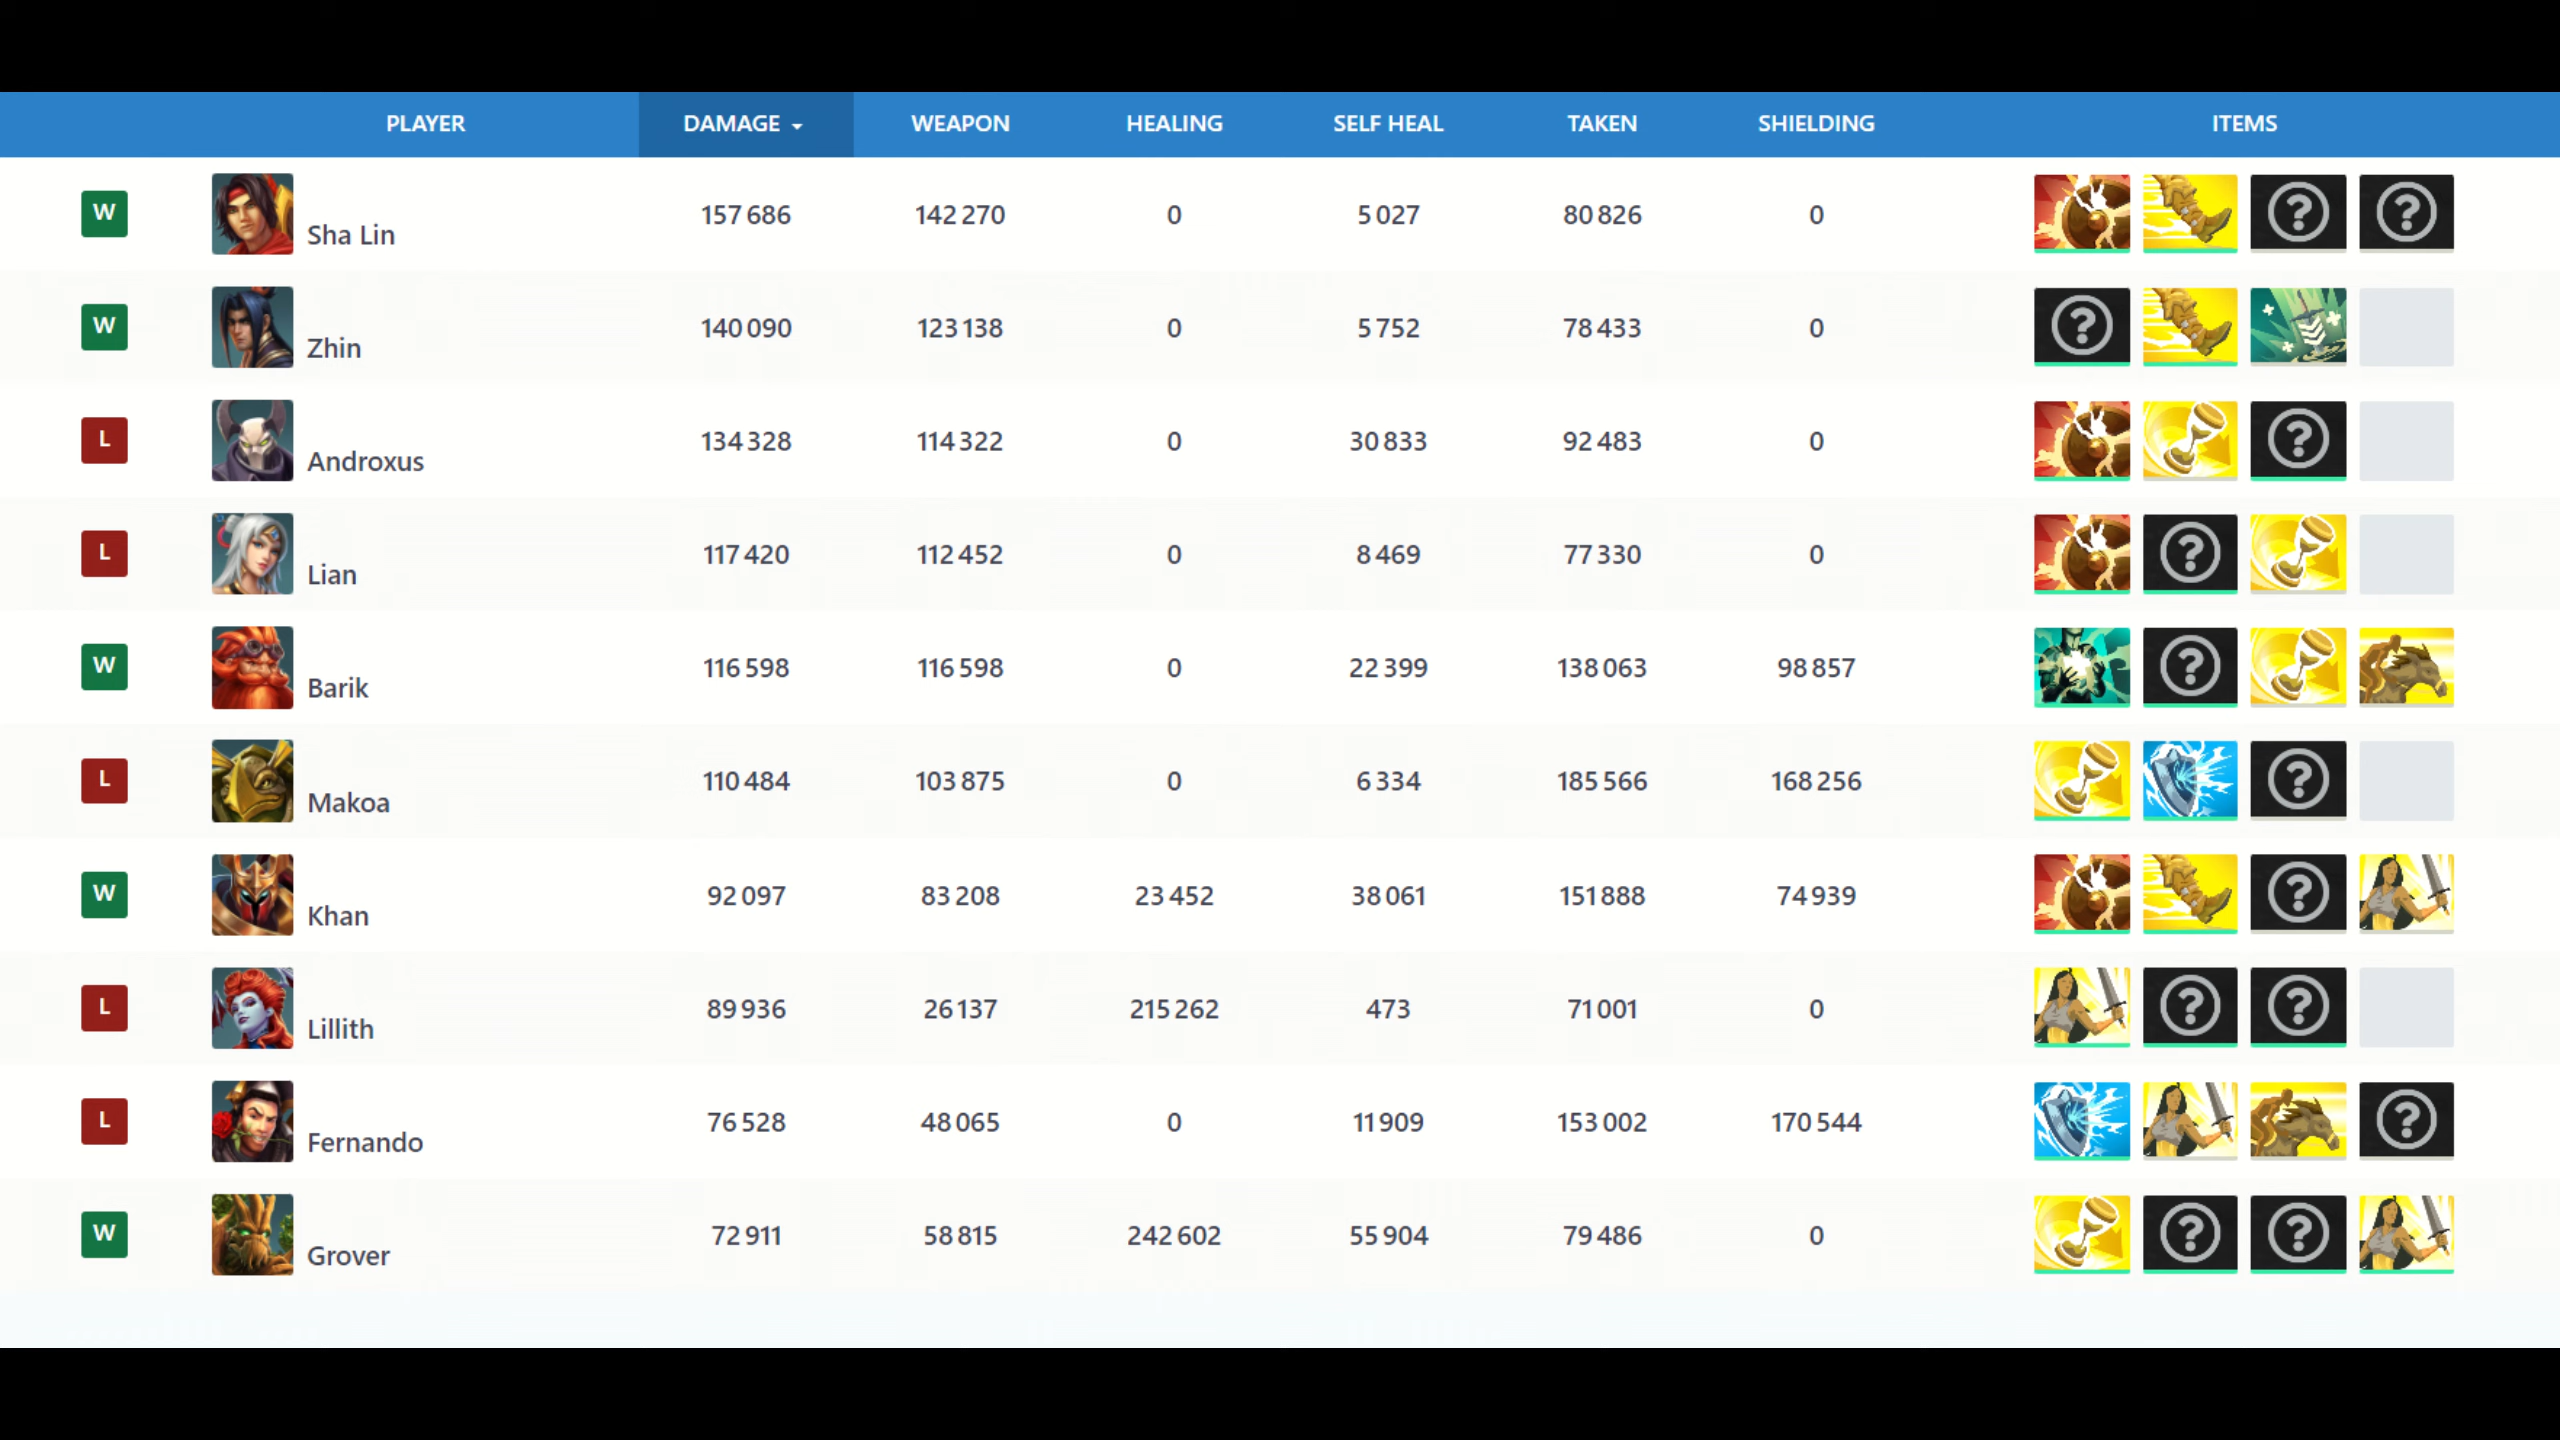 PLAYER DAMAGE WEAPON HEALING SELF HEAL TAKEN SHIELDING ITEMS
W Sha Lin 157 686 142 270 0 5 027 80 826 0 ? ?
W Zhin 140 090 123 138 0 5 752 78 433 0 ?
L Androxus 134 328 114 322 0 30 833 92 483 0 ?
L Lian 117 420 112 452 0 8 469 77 330 0 ?
W Barik 116 598 116 598 0 22 399 138 063 98 857 ?
L Makoa 110 484 103 875 0 6 334 185 566 168 256 ?
W Khan 92 097 83 208 23 452 38 061 151 888 74 939 ?
L Lillith 89 936 26 137 215 262 473 71 001 0 ? ?
L Fernando 76 528 48 065 0 11 909 153 002 170 544 ?
W Grover 72 911 58 815 242 602 55 904 79 486 0 ? ?